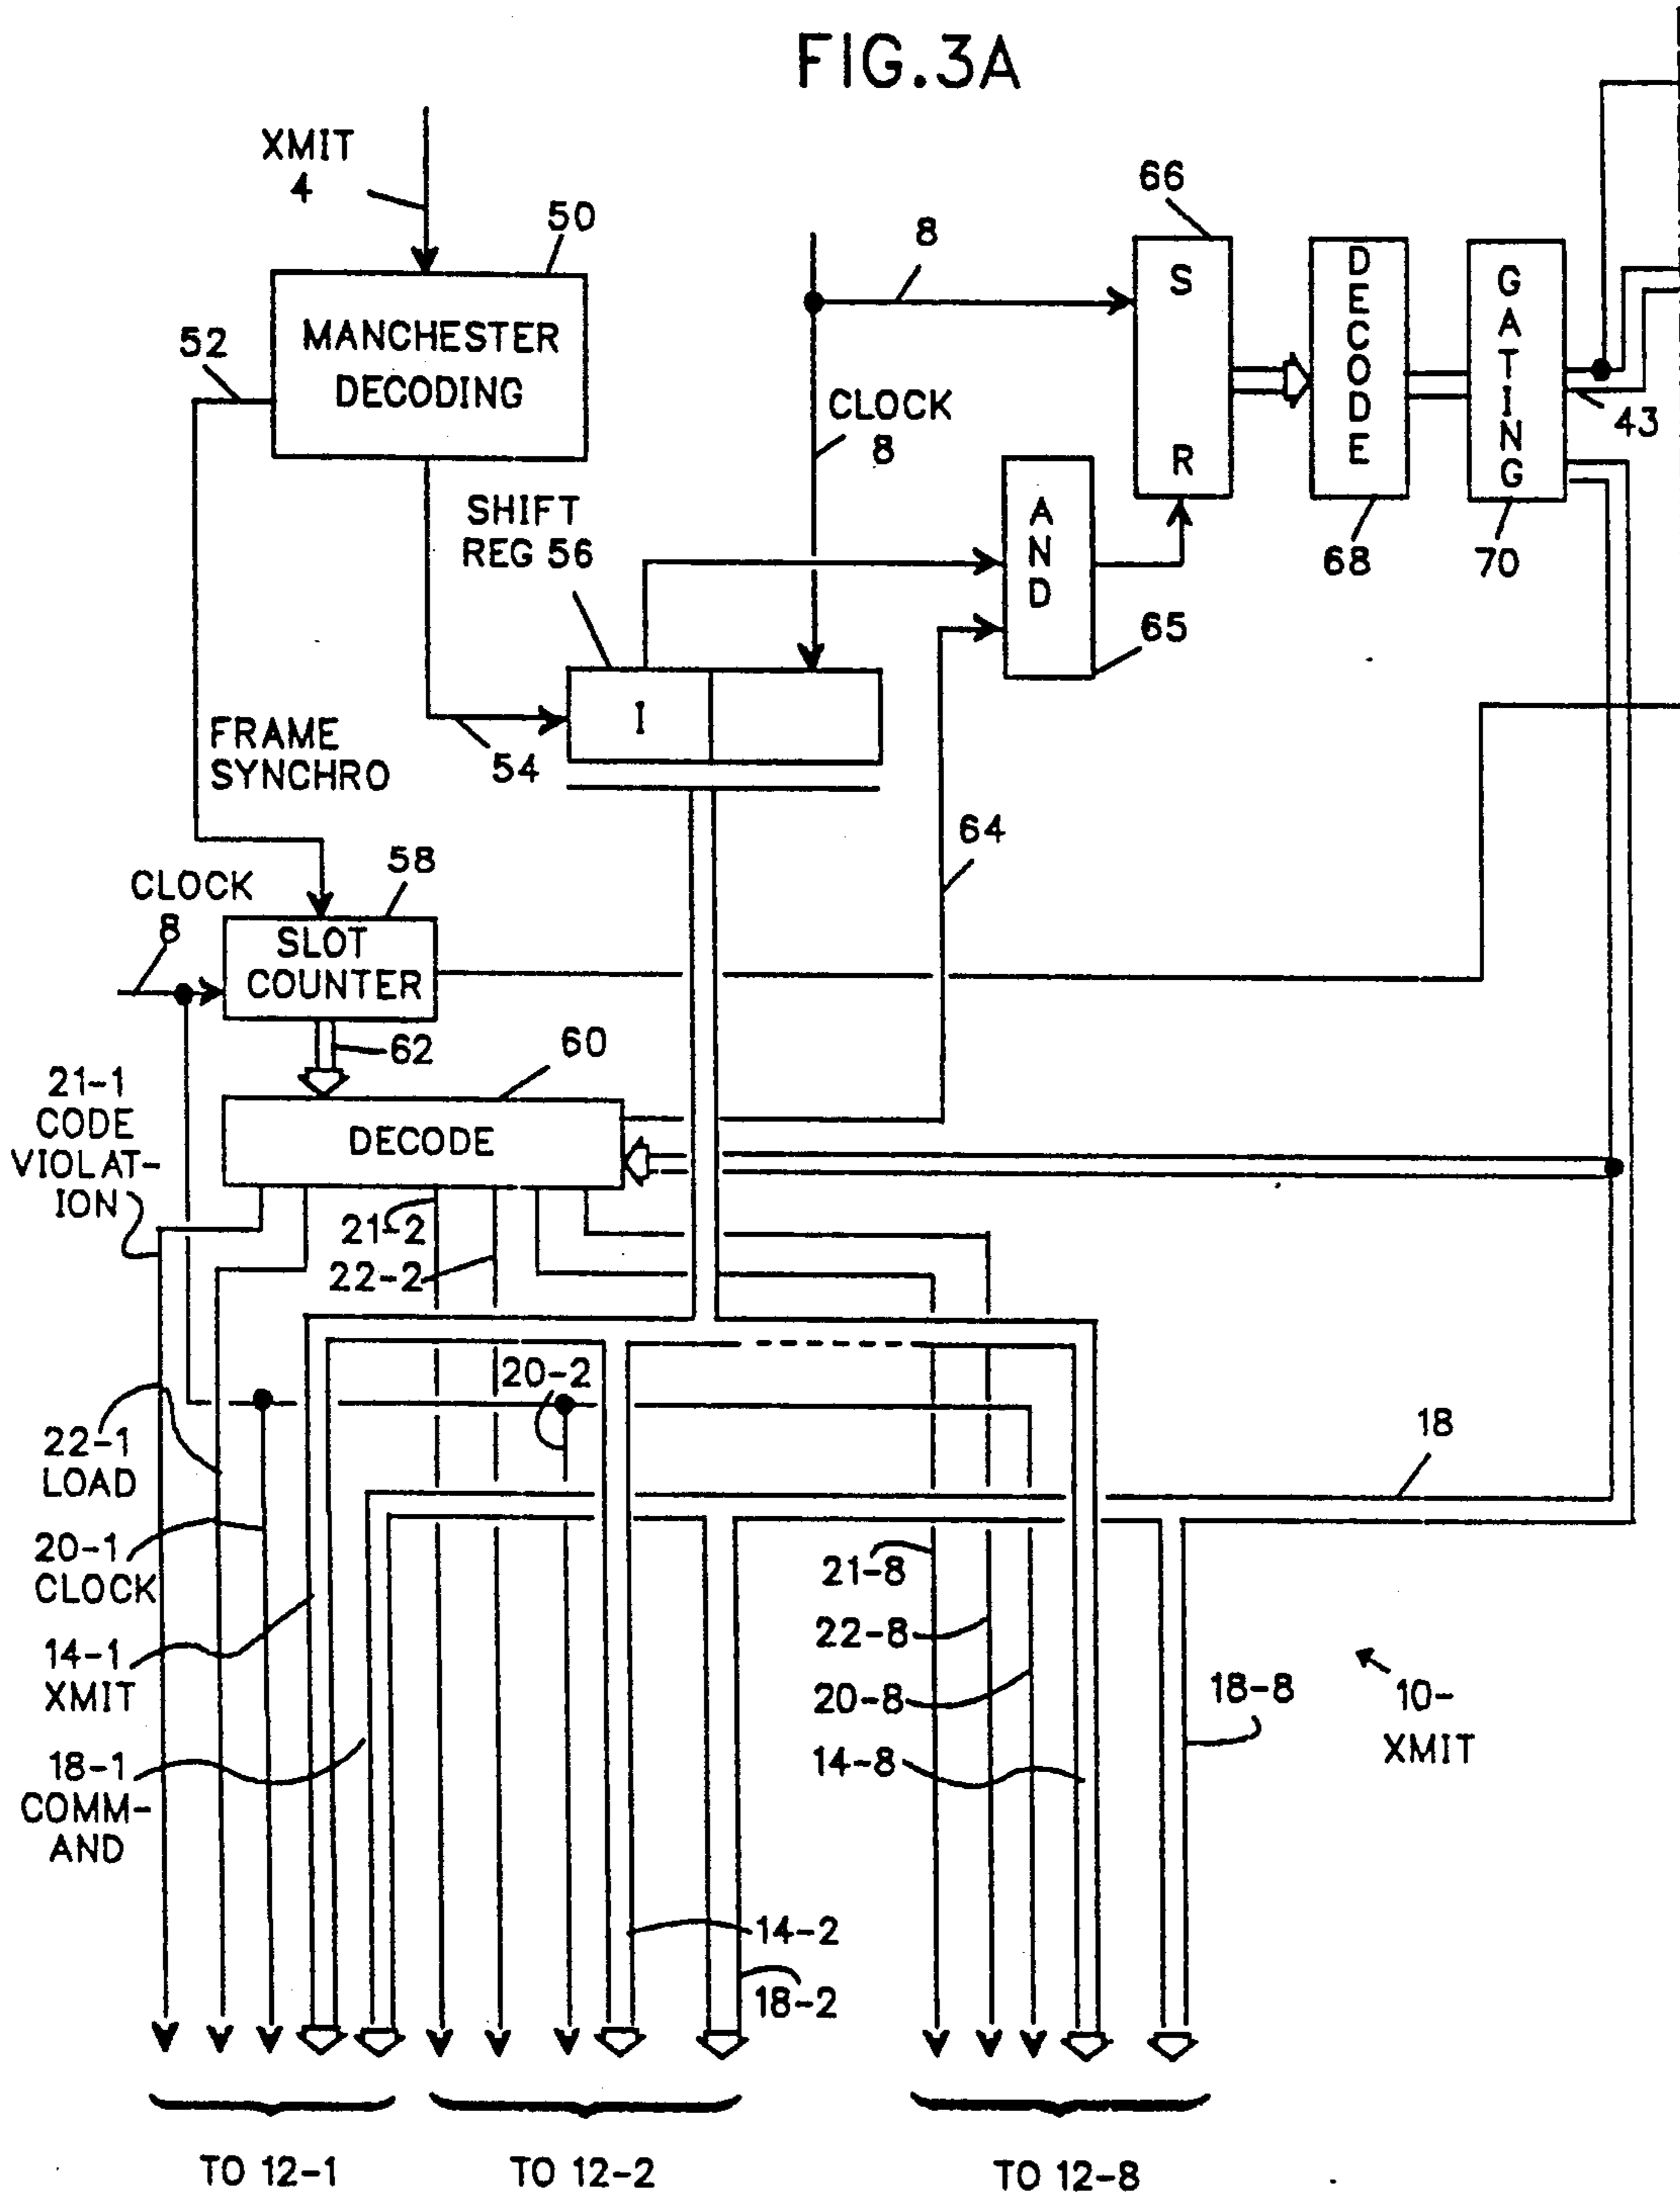 FIG.3A
XMIT
4
50
MANCHESTER
DECODING
52
8
66
S
R
DECODE
68
GATING
70
43
CLOCK
8
SHIFT
REG 56
AND
65
I
54
FRAME
SYNCHRO
64
58
CLOCK
8
SLOT
COUNTER
62
60
DECODE
21-1
CODE
VIOLAT-
ION
21-2
22-2
20-2
18
22-1
LOAD
20-1
CLOCK
14-1
XMIT
18-1
COMM-
AND
21-8
22-8
20-8
14-8
18-8
10-
XMIT
14-2
18-2
TO 12-1
TO 12-2
TO 12-8